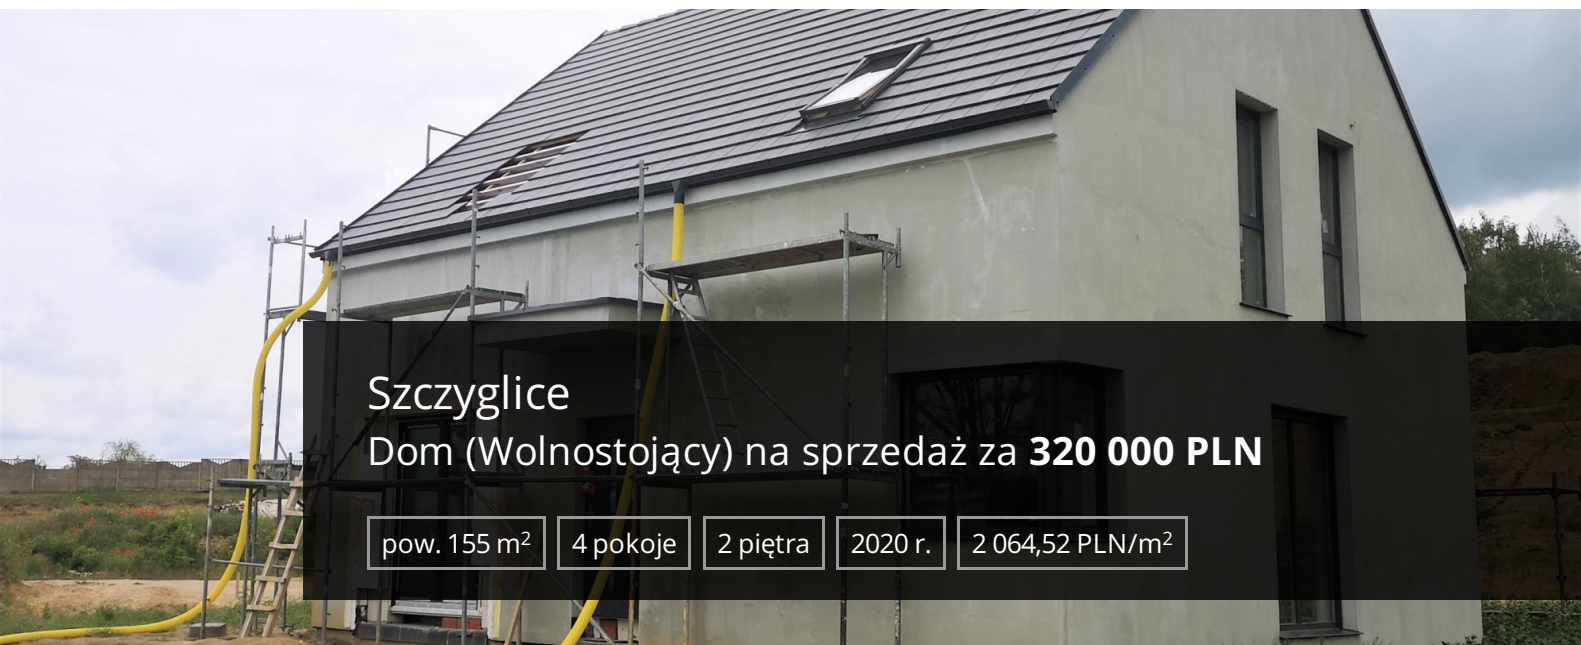 Szczyglice
Dom (Wolnostojący) na sprzedaż za 320 000 PLN
pow. 155 m² 4 pokoje 2 piętra 2020 r. 2 064,52 PLN/m²